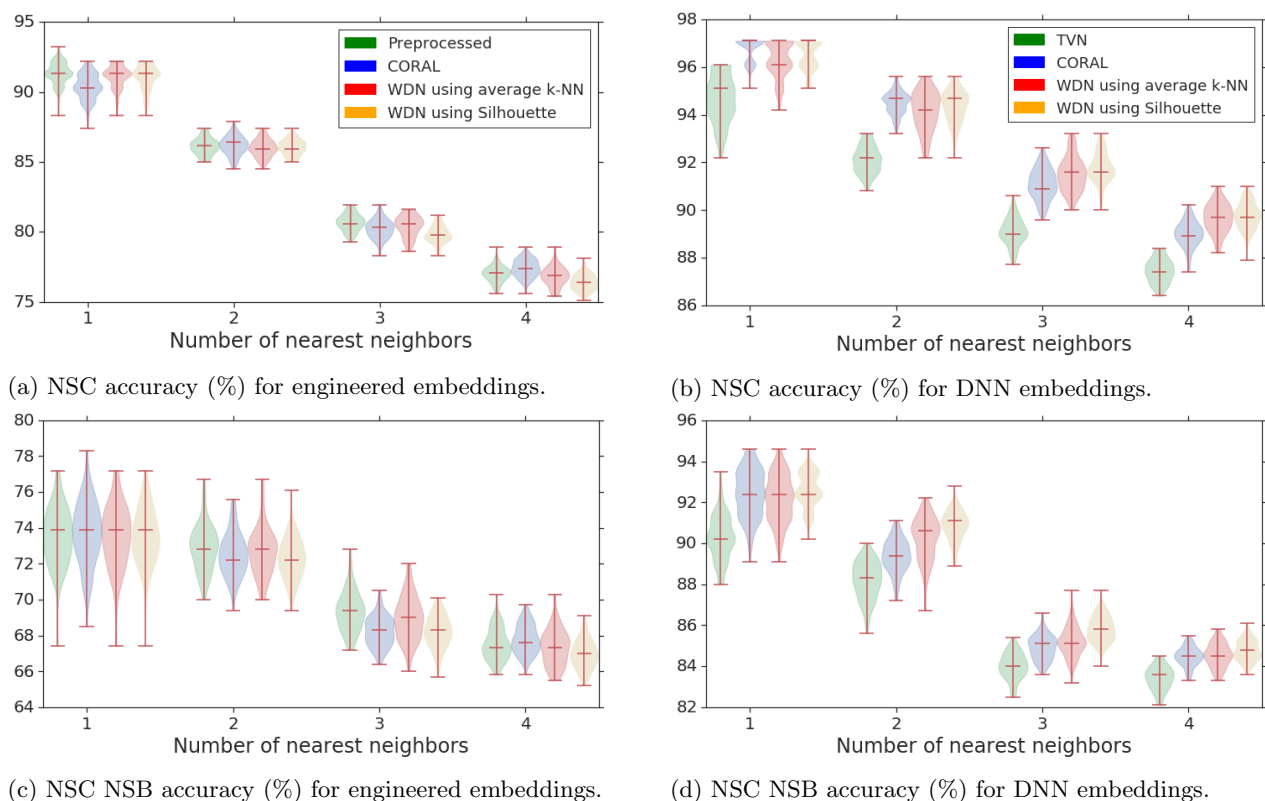 95
90
85
80
75
Preprocessed
CORAL
WDN using average k-NN
WDN using Silhouette
1 2 3 4
Number of nearest neighbors
(a) NSC accuracy (%) for engineered embeddings.
98
96
94
92
90
88
86
TVN
CORAL
WDN using average k-NN
WDN using Silhouette
1 2 3 4
Number of nearest neighbors
(b) NSC accuracy (%) for DNN embeddings.
80
78
76
74
72
70
68
66
64
1 2 3 4
Number of nearest neighbors
(c) NSC NSB accuracy (%) for engineered embeddings.
96
94
92
90
88
86
84
82
1 2 3 4
Number of nearest neighbors
(d) NSC NSB accuracy (%) for DNN embeddings.